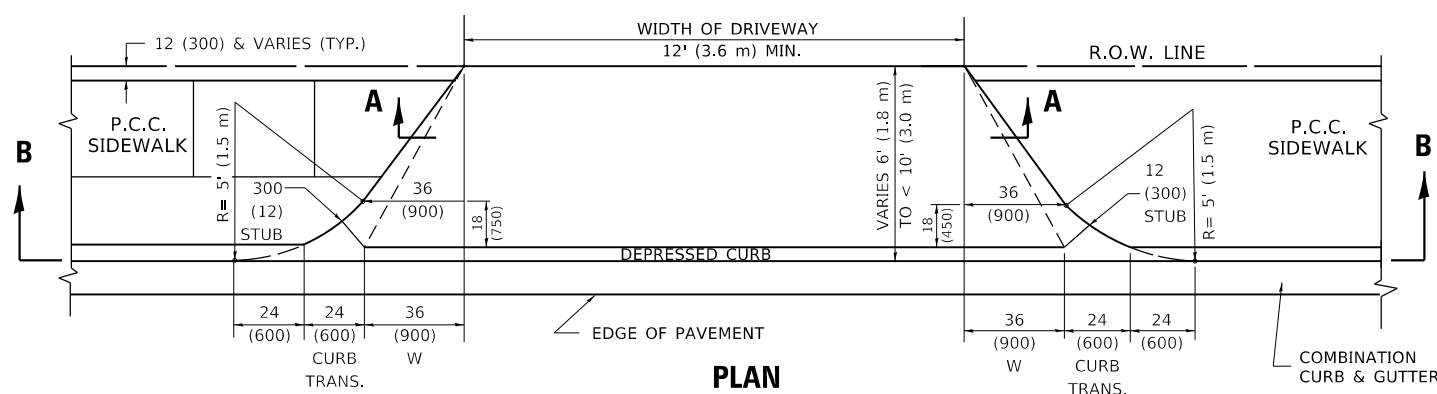 12 (300) & VARIES (TYP.)
WIDTH OF DRIVEWAY
12' (3.6 m) MIN.
R.O.W. LINE
A
A
B
B
P.C.C.
SIDEWALK
P.C.C.
SIDEWALK
R= 5' (1.5 m)
300
(12)
STUB
36
(900)
18
(750)
VARIES 6' (1.8 m)
TO < 10' (3.0 m)
36
(900)
18
(450)
12
(300)
STUB
R= 5' (1.5 m)
DEPRESSED CURB
24
(600)
24
(600)
CURB
TRANS.
36
(900)
W
EDGE OF PAVEMENT
PLAN
36
(900)
W
24
(600)
CURB
TRANS.
24
(600)
COMBINATION
CURB & GUTTER